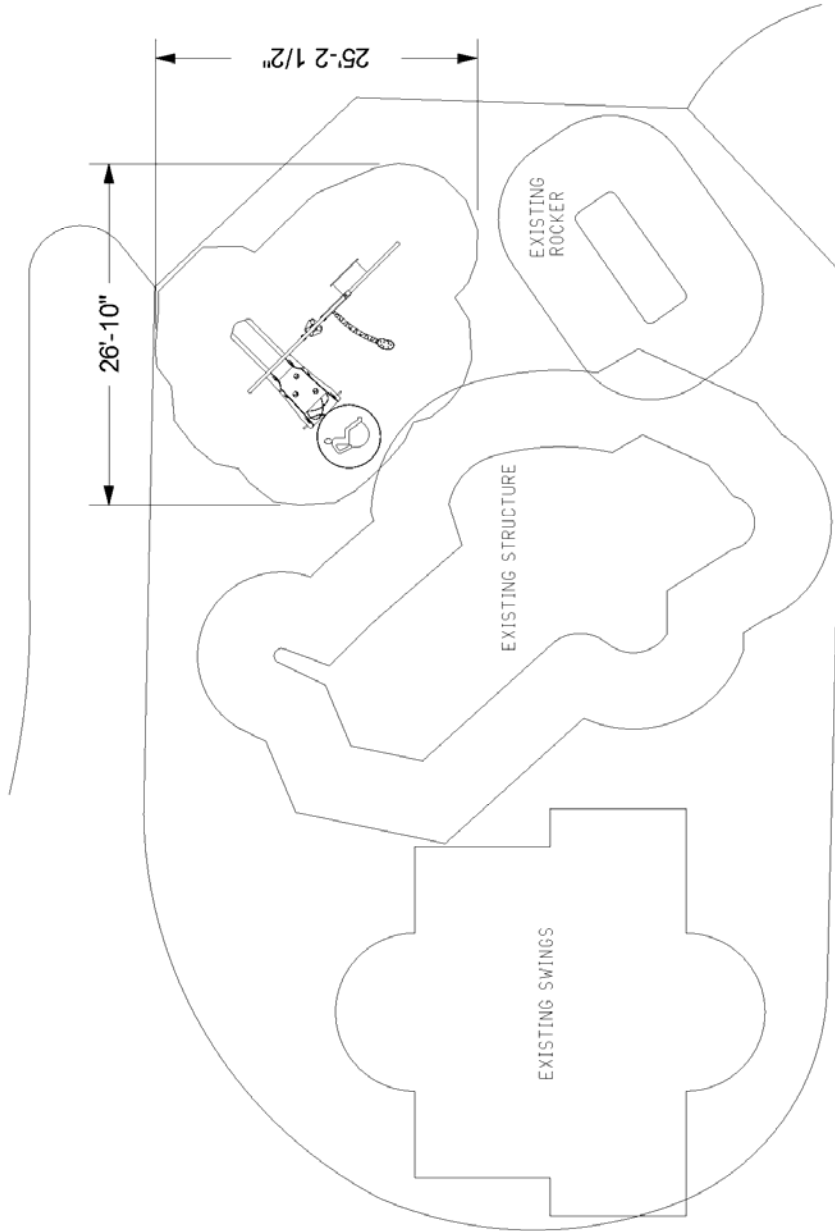 25'-2 1/2"
26'-10"
EXISTING
ROCKER
EXISTING STRUCTURE
EXISTING SWINGS